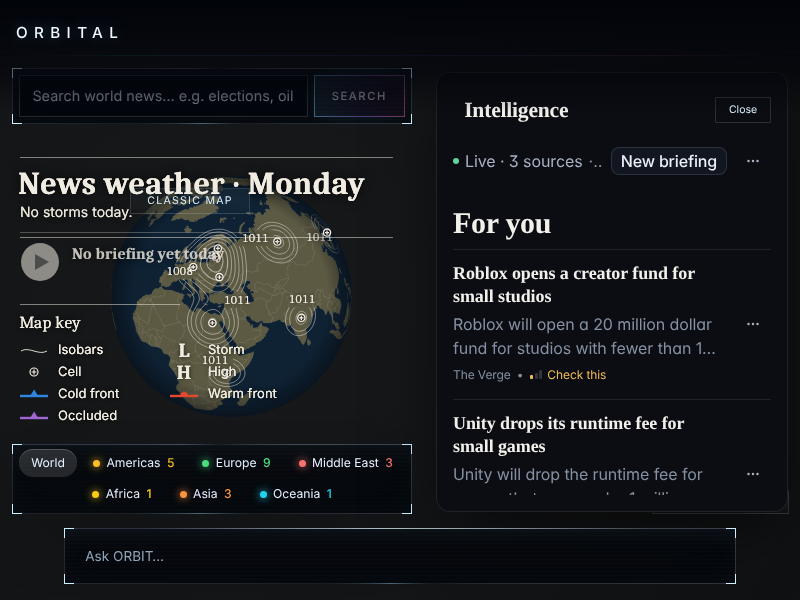 ORBITAL
Search world news... e.g. elections, oil
SEARCH
News weather · Monday
CLASSIC MAP
No storms today.
No briefing yet today
1011
1011
1008
1011
1011
1011
Map key
Isobars
L Storm
Cell
H High
Cold front
Warm front
Occluded
World
Americas 5
Europe 9
Middle East 3
Africa 1
Asia 3
Oceania 1
Intelligence
Close
Live · 3 sources ·..
New briefing
For you
Roblox opens a creator fund for
small studios
Roblox will open a 20 million dollar
fund for studios with fewer than 1...
The Verge • Check this
Unity drops its runtime fee for
small games
Unity will drop the runtime fee for
Ask ORBIT...